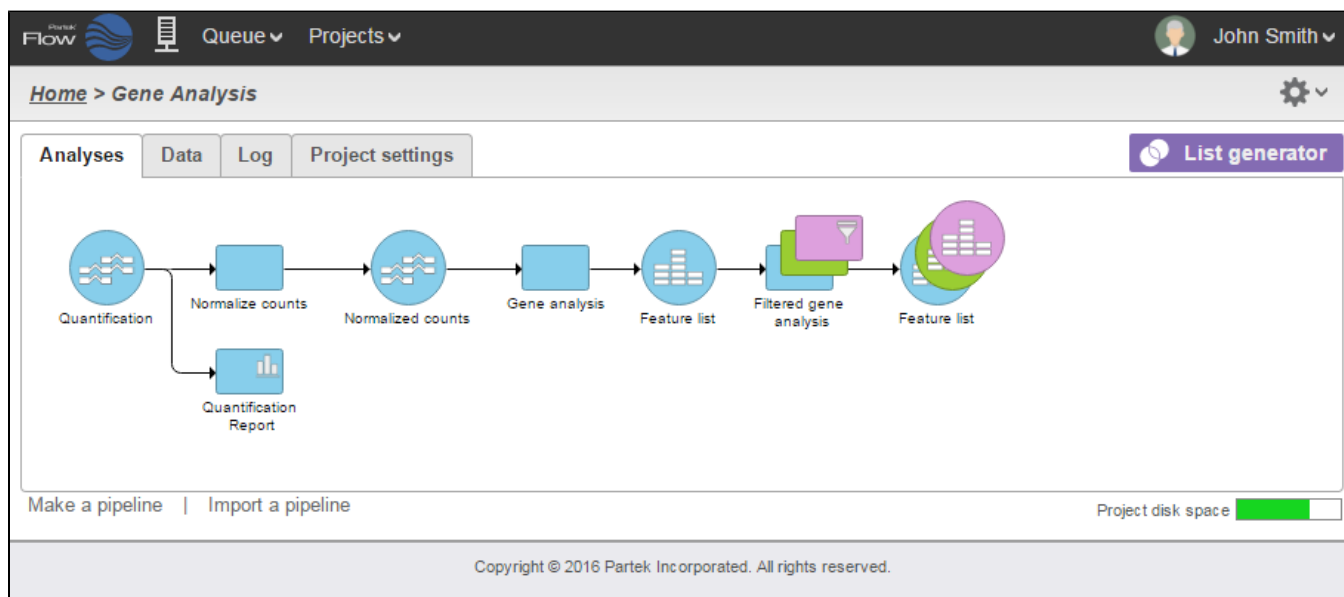 Partek
Flow
Queue Projects John Smith
Home > Gene Analysis
Analyses Data Log Project settings List generator
Quantification
Normalize counts
Normalized counts
Gene analysis
Feature list
Filtered gene
analysis
Feature list
Quantification
Report
Make a pipeline | Import a pipeline
Project disk space
Copyright © 2016 Partek Incorporated. All rights reserved.